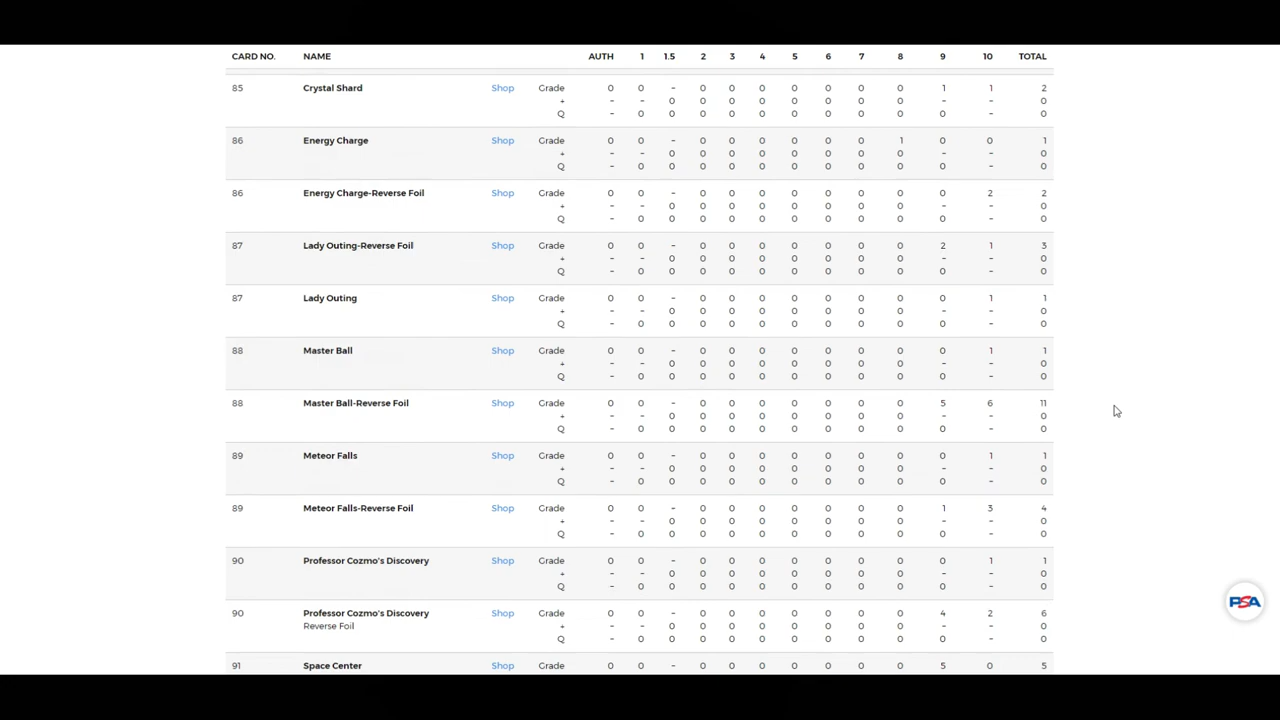 CARD NO. NAME AUTH 1 1.5 2 3 4 5 6 7 8 9 10 TOTAL
85 Crystal Shard Shop Grade 0 0 - 0 0 0 0 0 0 0 1 1 2
+ - - 0 0 0 0 0 0 0 0 - - 0
Q - 0 0 0 0 0 0 0 0 0 0 - 0
86 Energy Charge Shop Grade 0 0 - 0 0 0 0 0 0 1 0 0 1
+ - - 0 0 0 0 0 0 0 0 - - 0
Q - 0 0 0 0 0 0 0 0 0 0 - 0
86 Energy Charge-Reverse Foil Shop Grade 0 0 - 0 0 0 0 0 0 0 0 2 2
+ - - 0 0 0 0 0 0 0 0 - - 0
Q - 0 0 0 0 0 0 0 0 0 0 - 0
87 Lady Outing-Reverse Foil Shop Grade 0 0 - 0 0 0 0 0 0 0 2 1 3
+ - - 0 0 0 0 0 0 0 0 - - 0
Q - 0 0 0 0 0 0 0 0 0 0 - 0
87 Lady Outing Shop Grade 0 0 - 0 0 0 0 0 0 0 0 1 1
+ - - 0 0 0 0 0 0 0 0 - - 0
Q - 0 0 0 0 0 0 0 0 0 0 - 0
88 Master Ball Shop Grade 0 0 - 0 0 0 0 0 0 0 0 1 1
+ - - 0 0 0 0 0 0 0 0 - - 0
Q - 0 0 0 0 0 0 0 0 0 0 - 0
88 Master Ball-Reverse Foil Shop Grade 0 0 - 0 0 0 0 0 0 0 5 6 11
+ - - 0 0 0 0 0 0 0 0 - - 0
Q - 0 0 0 0 0 0 0 0 0 0 - 0
89 Meteor Falls Shop Grade 0 0 - 0 0 0 0 0 0 0 0 1 1
+ - - 0 0 0 0 0 0 0 0 - - 0
Q - 0 0 0 0 0 0 0 0 0 0 - 0
89 Meteor Falls-Reverse Foil Shop Grade 0 0 - 0 0 0 0 0 0 0 1 3 4
+ - - 0 0 0 0 0 0 0 0 - - 0
Q - 0 0 0 0 0 0 0 0 0 0 - 0
90 Professor Cozmo's Discovery Shop Grade 0 0 - 0 0 0 0 0 0 0 0 1 1
+ - - 0 0 0 0 0 0 0 0 - - 0
Q - 0 0 0 0 0 0 0 0 0 0 - 0
PSA
90 Professor Cozmo's Discovery Shop Grade 0 0 - 0 0 0 0 0 0 0 4 2 6
Reverse Foil + - - 0 0 0 0 0 0 0 0 - - 0
Q - 0 0 0 0 0 0 0 0 0 0 - 0
91 Space Center Shop Grade 0 0 - 0 0 0 0 0 0 0 5 0 5